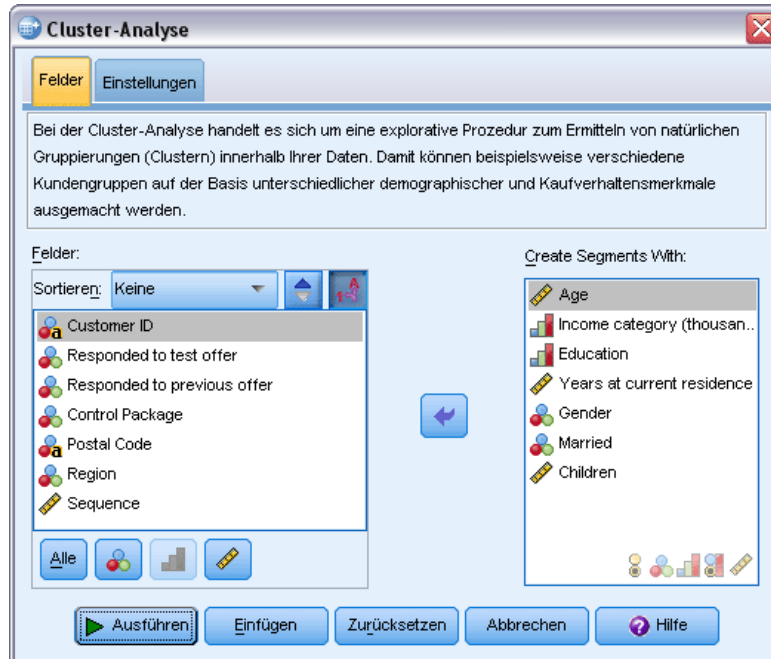 Cluster-Analyse
Felder
Einstellungen
Bei der Cluster-Analyse handelt es sich um eine explorative Prozedur zum Ermitteln von natürlichen
Gruppierungen (Clustern) innerhalb Ihrer Daten. Damit können beispielsweise verschiedene
Kundengruppen auf der Basis unterschiedlicher demographischer und Kaufverhaltensmerkmale
ausgemacht werden.
Felder:
Sortieren: Keine
Customer ID
Responded to test offer
Responded to previous offer
Control Package
Postal Code
Region
Sequence
Alle
Create Segments With:
Age
Income category (thousan..
Education
Years at current residence
Gender
Married
Children
Ausführen
Einfügen
Zurücksetzen
Abbrechen
Hilfe